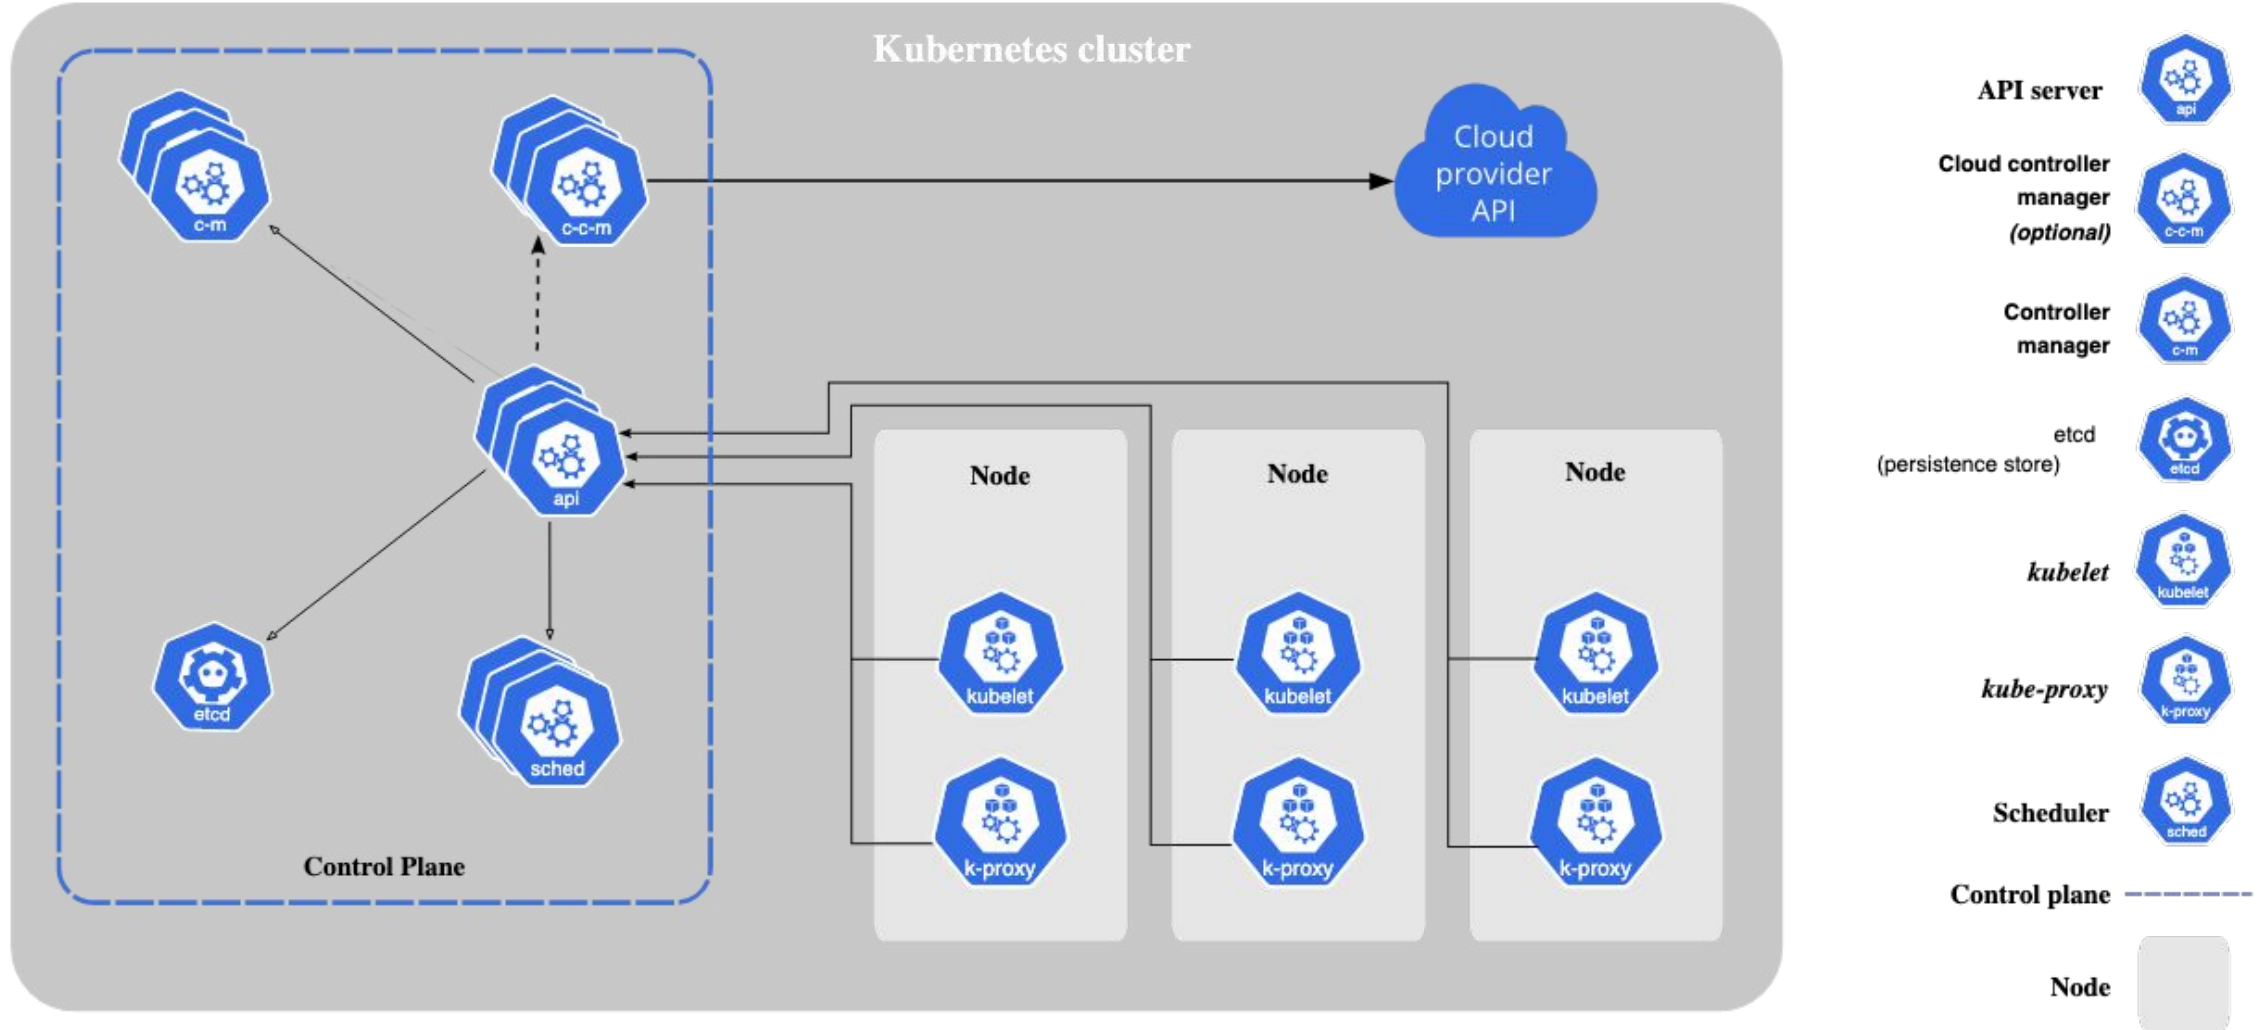 Kubernetes cluster
c-m
c-c-m
Cloud
provider
API
api
etcd
sched
Control Plane
Node
kubelet
k-proxy
Node
kubelet
k-proxy
Node
kubelet
k-proxy
API server
api
Cloud controller
manager
(optional)
c-c-m
Controller
manager
c-m
etcd
(persistence store)
etcd
kubelet
kubelet
kube-proxy
k-proxy
Scheduler
sched
Control plane
Node